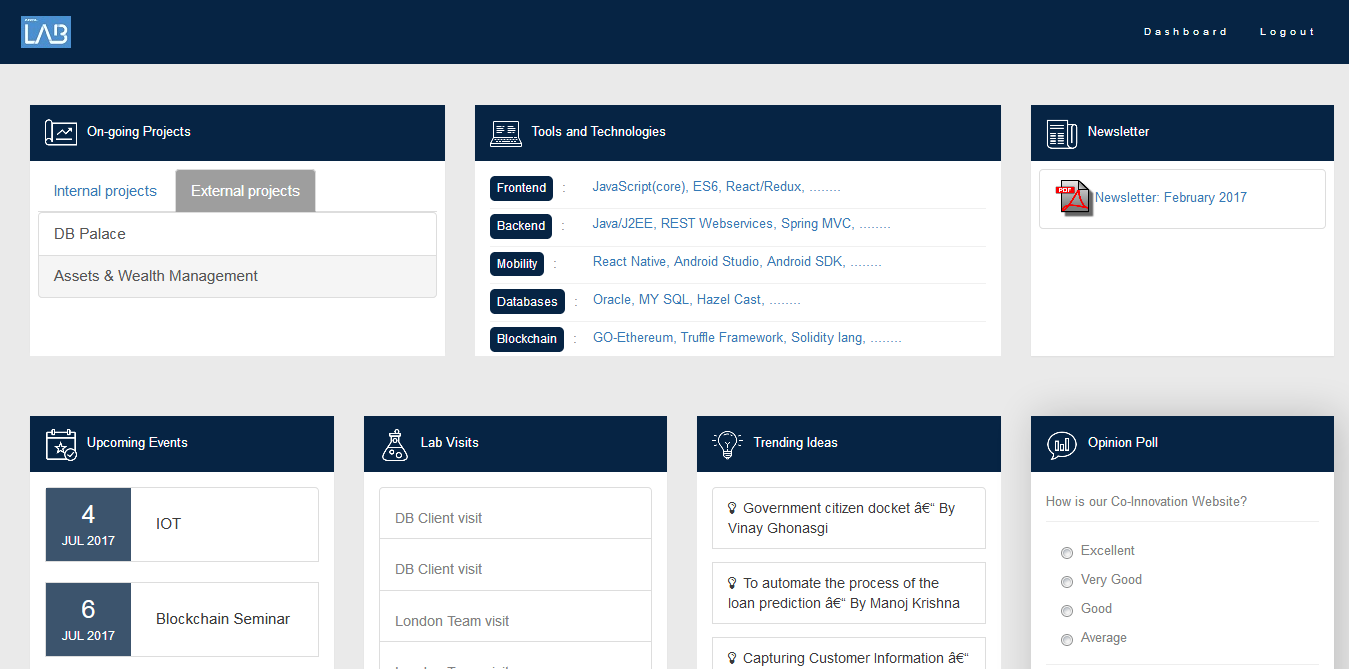 LAB
Dashboard
Logout
On-going Projects
Internal projects
External projects
DB Palace
Assets & Wealth Management
Tools and Technologies
Frontend : JavaScript(core), ES6, React/Redux, ........
Backend : Java/J2EE, REST Webservices, Spring MVC, ........
Mobility : React Native, Android Studio, Android SDK, ........
Databases : Oracle, MY SQL, Hazel Cast, ........
Blockchain : GO-Ethereum, Truffle Framework, Solidity lang, ........
Newsletter
PDF
Newsletter: February 2017
Upcoming Events
4
JUL 2017
IOT
6
JUL 2017
Blockchain Seminar
Lab Visits
DB Client visit
DB Client visit
London Team visit
Trending Ideas
Government citizen docket â€“ By
Vinay Ghonasgi
To automate the process of the
loan prediction â€“ By Manoj Krishna
Capturing Customer Information â€“
Opinion Poll
How is our Co-Innovation Website?
Excellent
Very Good
Good
Average